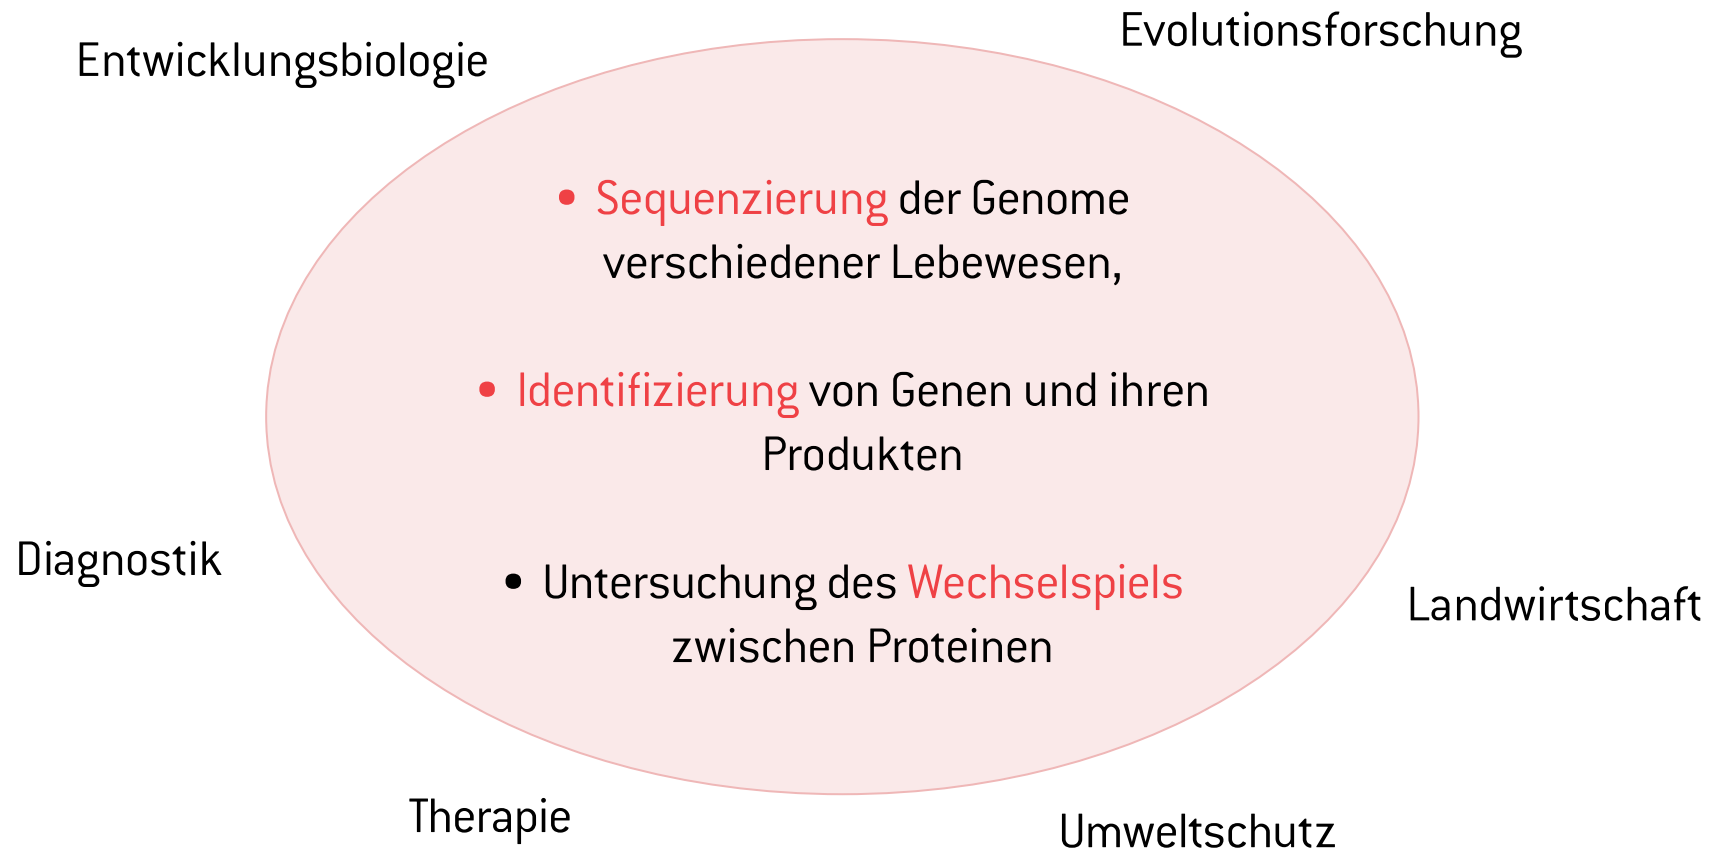 Entwicklungsbiologie
Evolutionsforschung
• Sequenzierung der Genome
verschiedener Lebewesen,
• Identifizierung von Genen und ihren
Produkten
• Untersuchung des Wechselspiels
zwischen Proteinen
Diagnostik
Landwirtschaft
Therapie
Umweltschutz